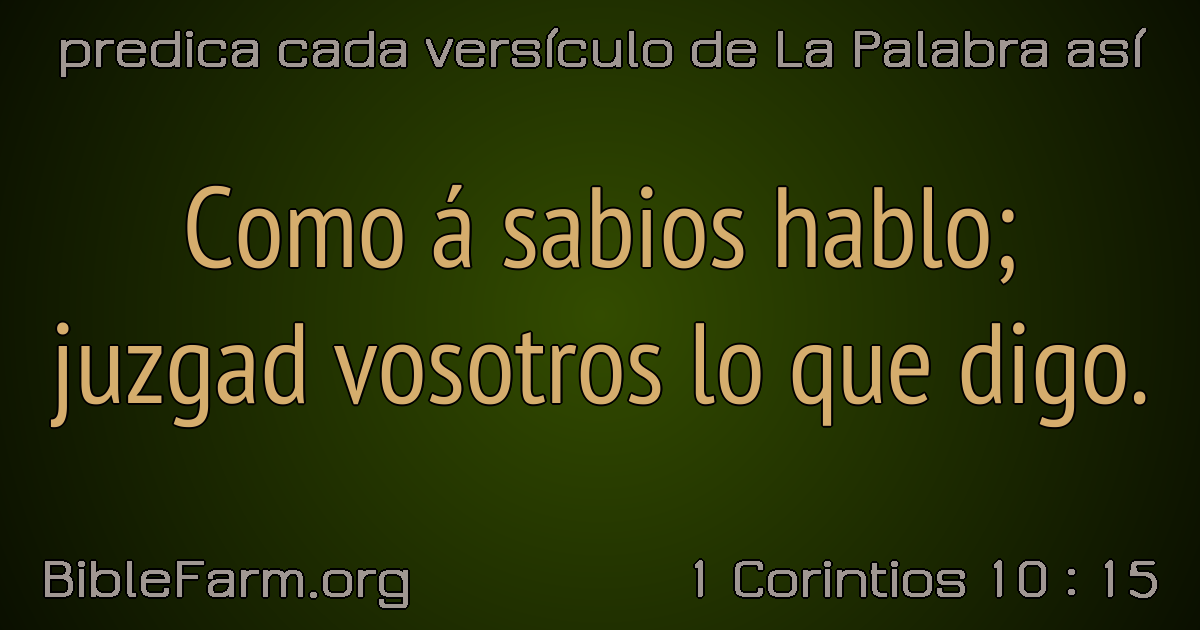 predica cada versículo de La Palabra así
Como á sabios hablo;
juzgad vosotros lo que digo.
BibleFarm.org
1 Corintios 10 : 15